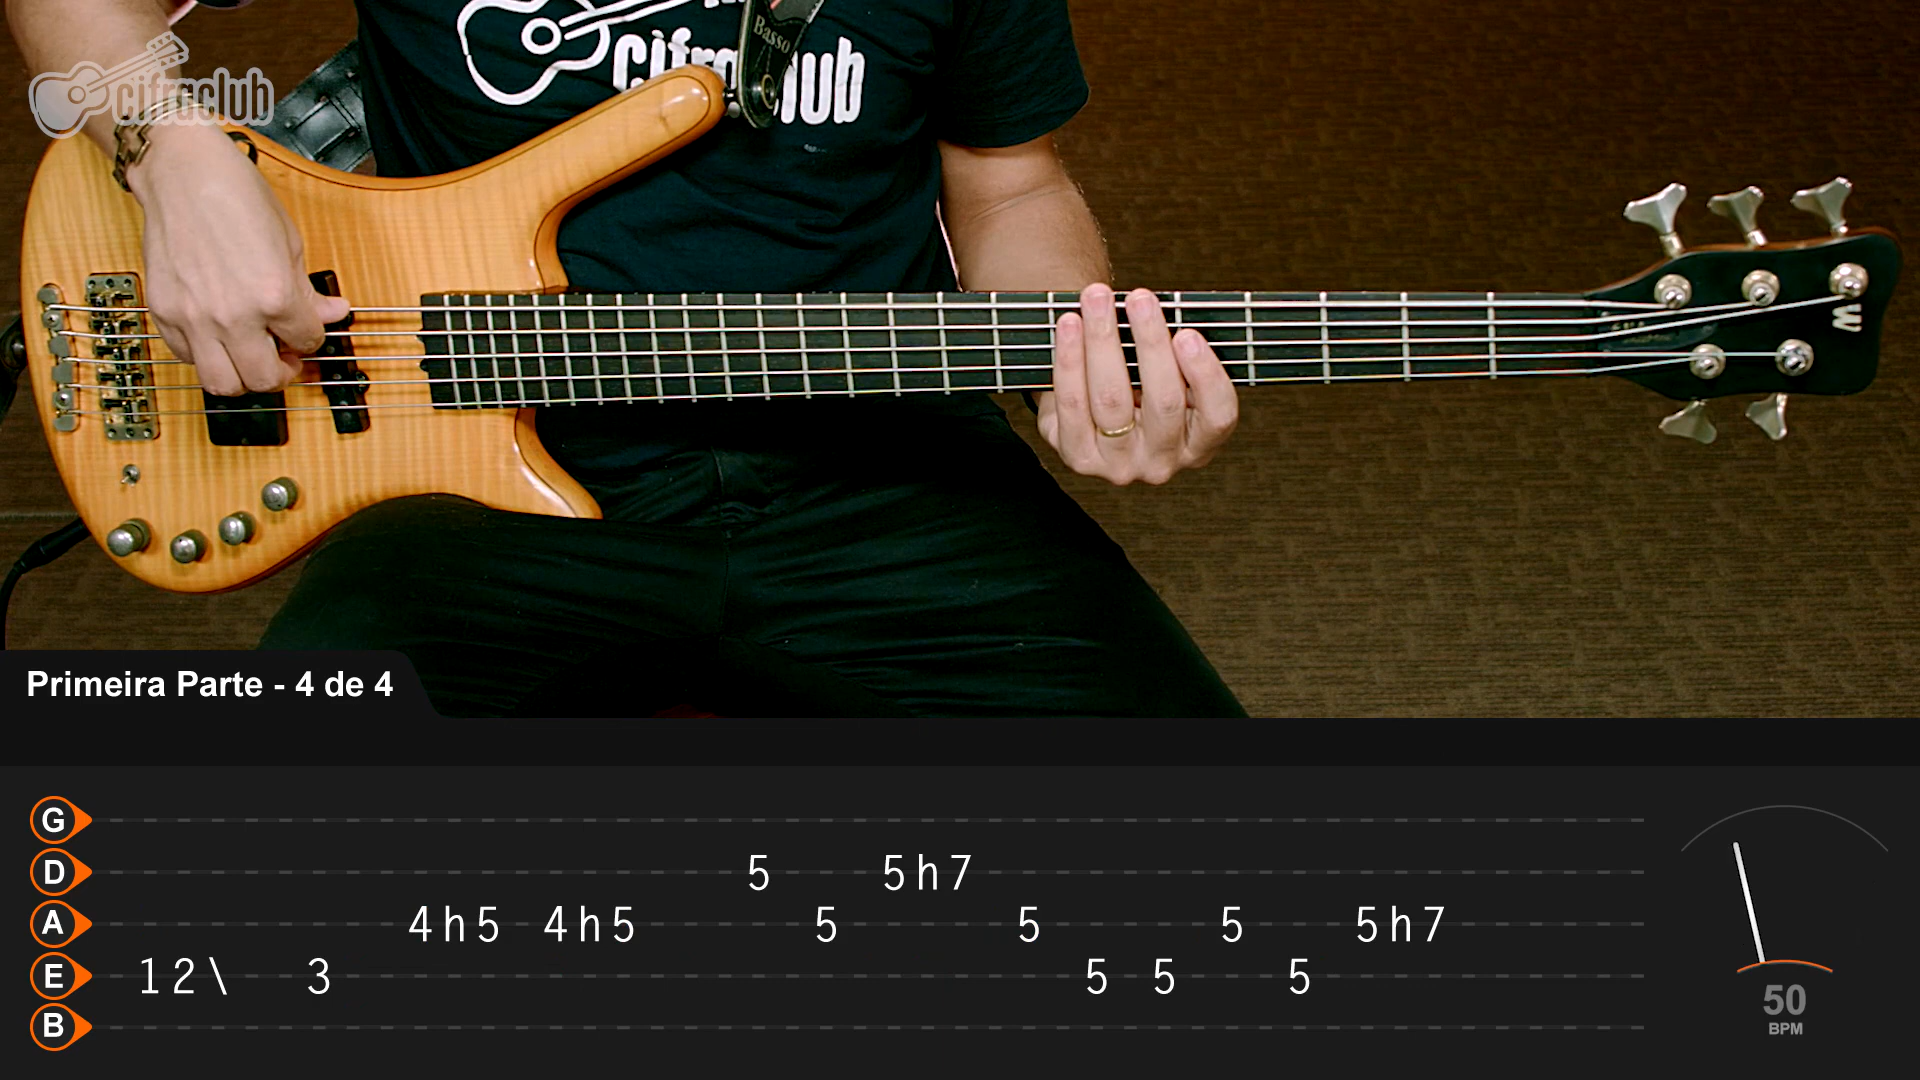 Basso
cifraclub
cifraclub
W
Primeira Parte - 4 de 4
G
D 5 5h7
A 4h5 4h5 5 5 5 5h7
E 12\ 3 5 5 5
B
50
BPM